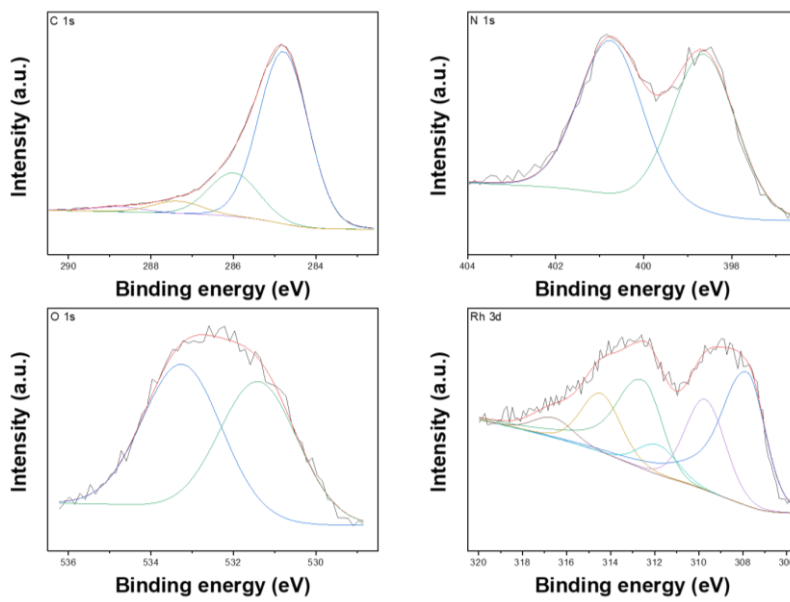 C 1s
Intensity (a.u.)
290 288 286 284
Binding energy (eV)
N 1s
Intensity (a.u.)
404 402 400 398
Binding energy (eV)
O 1s
Intensity (a.u.)
536 534 532 530
Binding energy (eV)
Rh 3d
Intensity (a.u.)
320 318 316 314 312 310 308
Binding energy (eV)